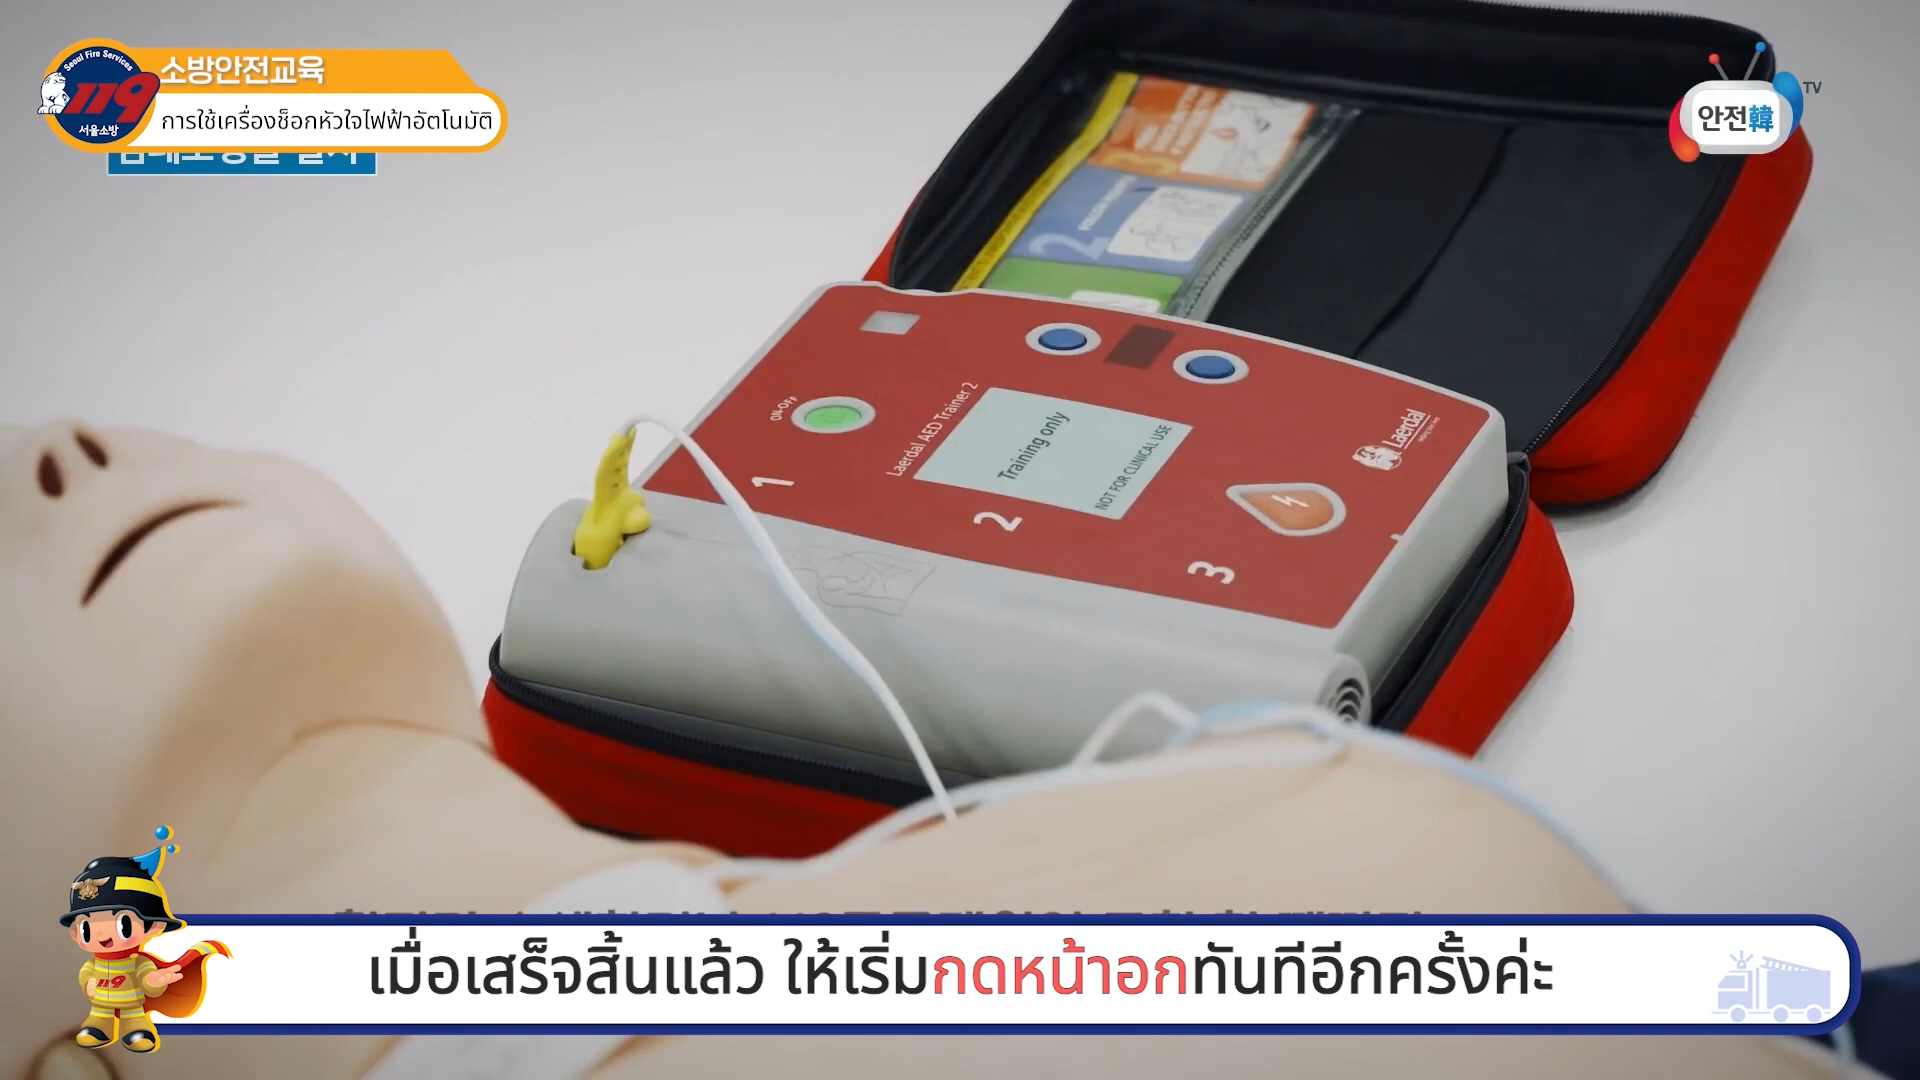 Seoul Fire Services
119
서울소방
소방안전교육
การใช้เครื่องช็อกหัวใจไฟฟ้าอัตโนมัติ
안전韓
TV
3
2
ON-OFF
Laerdal AED Trainer 2
Training only
NOT FOR CLINICAL USE
Laerdal
1
2
3
เมื่อเสร็จสิ้นแล้ว ให้เริ่มกดหน้าอกทันทีอีกครั้งค่ะ
119